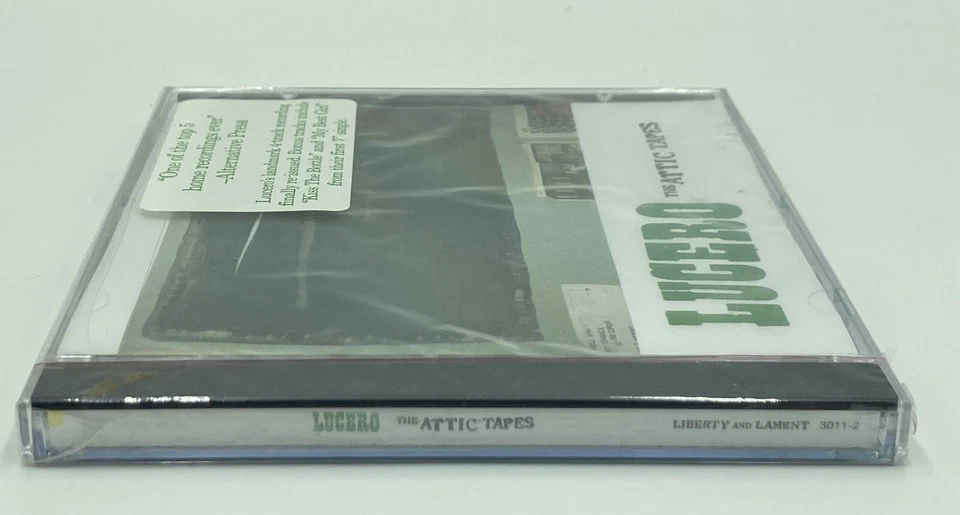 "One of the top 5
home recordings ever"
-Alternative Press
Lucero's landmark 4-track recording
finally re-issued. Bonus tracks include
"Kiss The Bottle" and "My Best Girl"
from their first 7" single.
LUCERO
THE ATTIC TAPES
LUCERO THE ATTIC TAPES LIBERTY AND LAMENT 3011-2